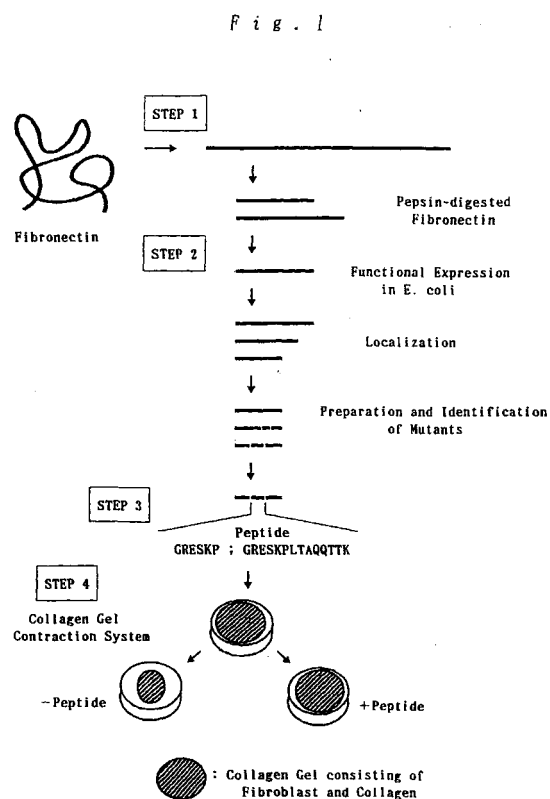 Fig.1
STEP 1
Fibronectin
Pepsin-digested
Fibronectin
STEP 2
Functional Expression
in E. coli
Localization
Preparation and Identification
of Mutants
STEP 3
Peptide
GRESKP ; GRESKPLTAQQTTK
STEP 4
Collagen Gel
Contraction System
-Peptide
+Peptide
: Collagen Gel consisting of
Fibroblast and Collagen